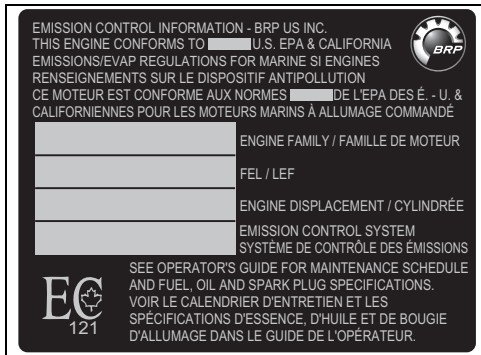 EMISSION CONTROL INFORMATION - BRP US INC.
THIS ENGINE CONFORMS TO U.S. EPA & CALIFORNIA
EMISSIONS/EVAP REGULATIONS FOR MARINE SI ENGINES
RENSEIGNEMENTS SUR LE DISPOSITIF ANTIPOLLUTION
CE MOTEUR EST CONFORME AUX NORMES DE L'EPA DES É. - U. &
CALIFORNIENNES POUR LES MOTEURS MARINS À ALLUMAGE COMMANDÉ
BRP
ENGINE FAMILY / FAMILLE DE MOTEUR
FEL / LEF
ENGINE DISPLACEMENT / CYLINDRÉE
EMISSION CONTROL SYSTEM
SYSTÈME DE CONTRÔLE DES ÉMISSIONS
EC
121
SEE OPERATOR'S GUIDE FOR MAINTENANCE SCHEDULE
AND FUEL, OIL AND SPARK PLUG SPECIFICATIONS.
VOIR LE CALENDRIER D'ENTRETIEN ET LES
SPÉCIFICATIONS D'ESSENCE, D'HUILE ET DE BOUGIE
D'ALLUMAGE DANS LE GUIDE DE L'OPÉRATEUR.